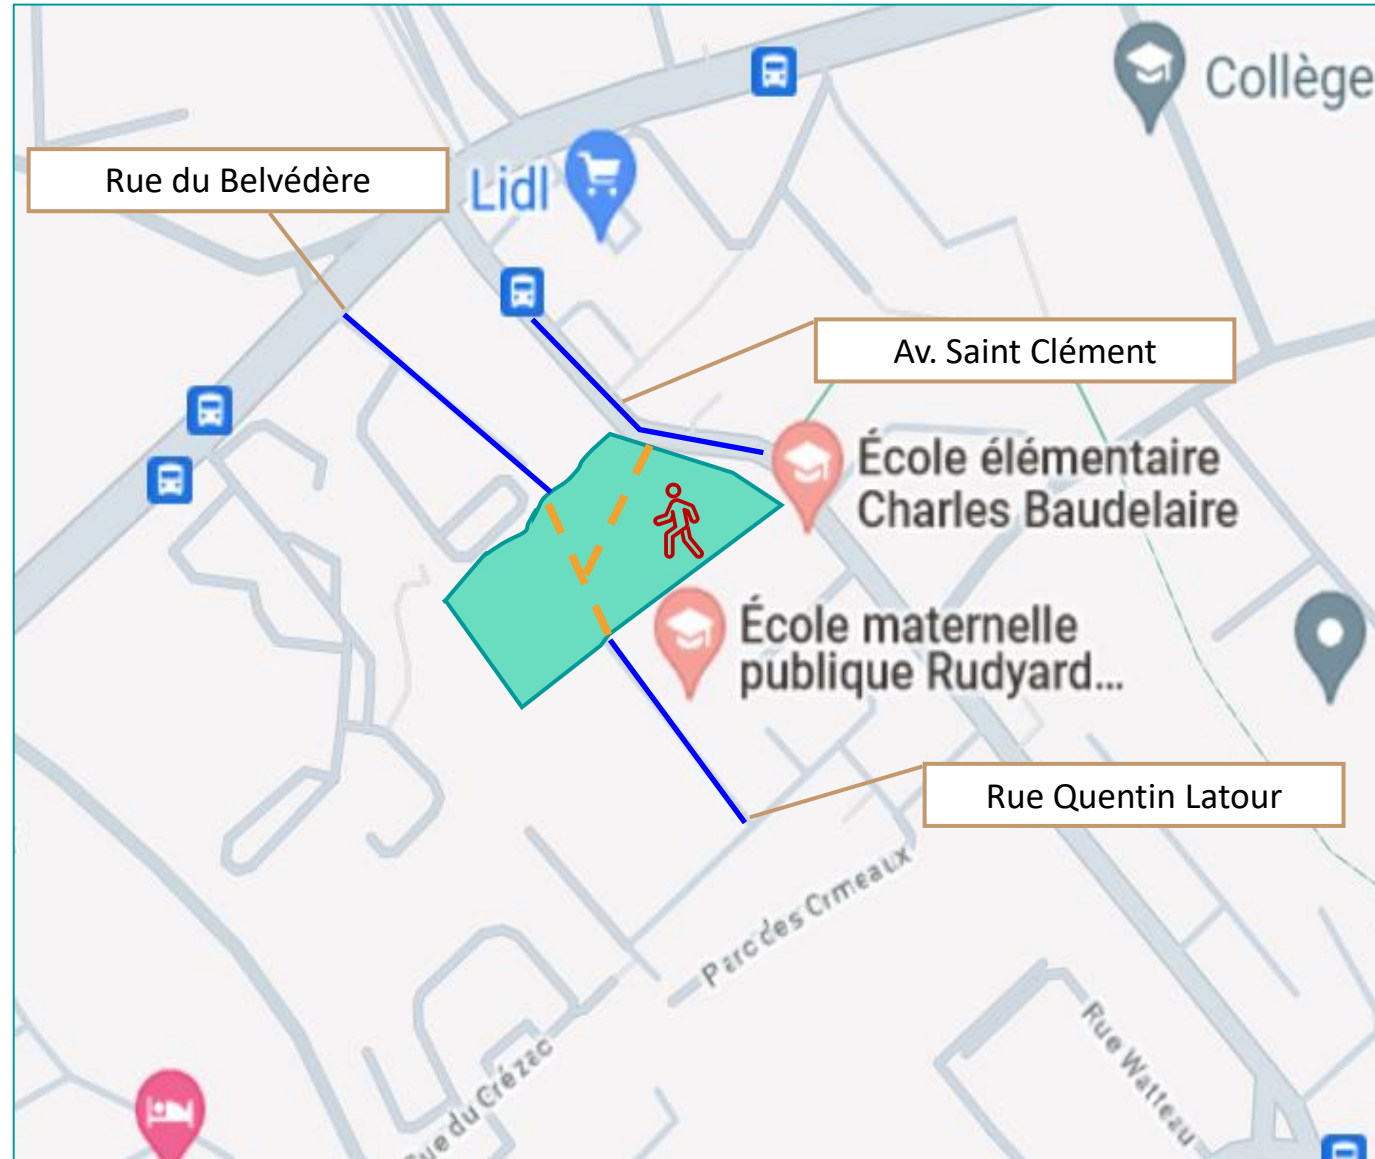 Collège
Rue du Belvédère
Lidl
Av. Saint Clément
École élémentaire
Charles Baudelaire
École maternelle
publique Rudyard...
Rue Quentin Latour
Parc des Ormeaux
Rue Watteau
Rue du Crézac